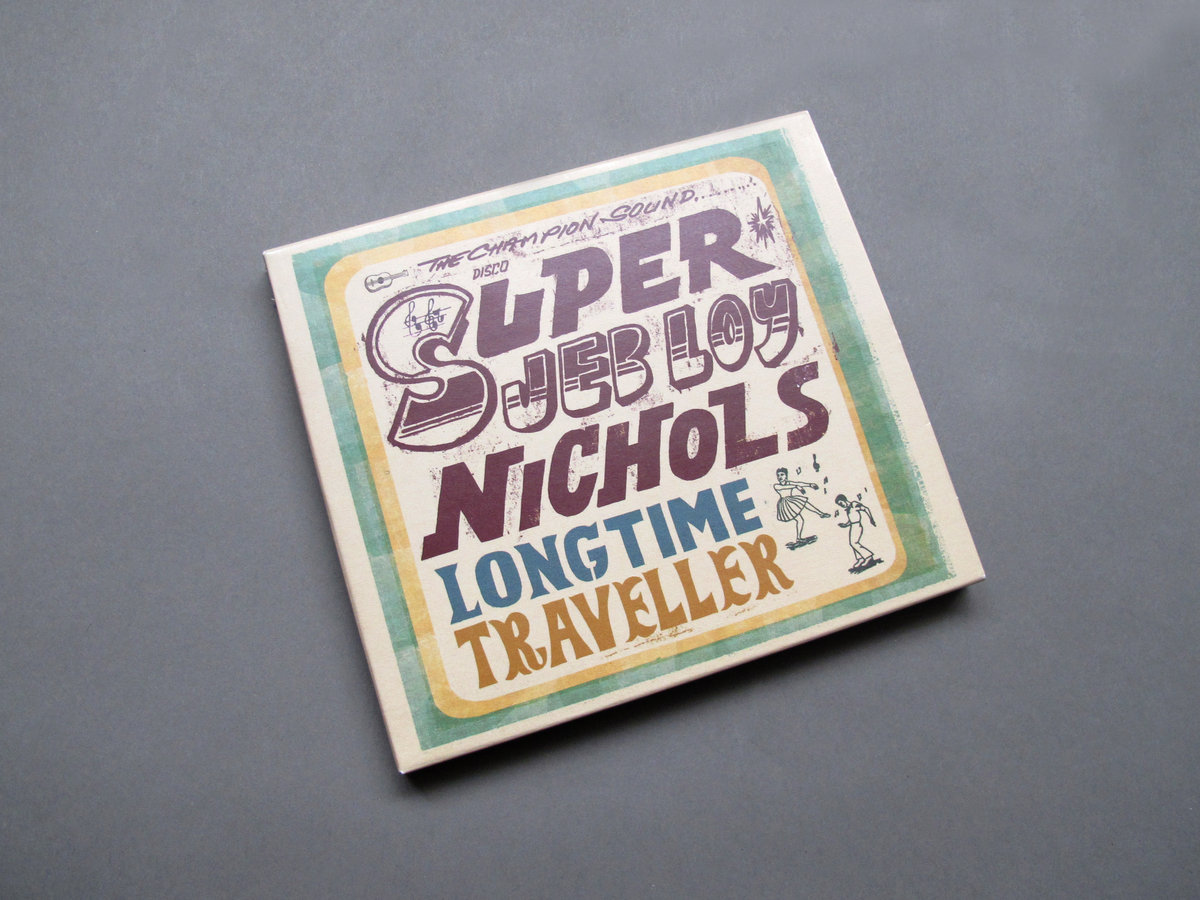 THE CHAMPION SOUND..........
DISCO
SUPER
JEB LOY
NICHOLS
LONGTIME
TRAVELLER